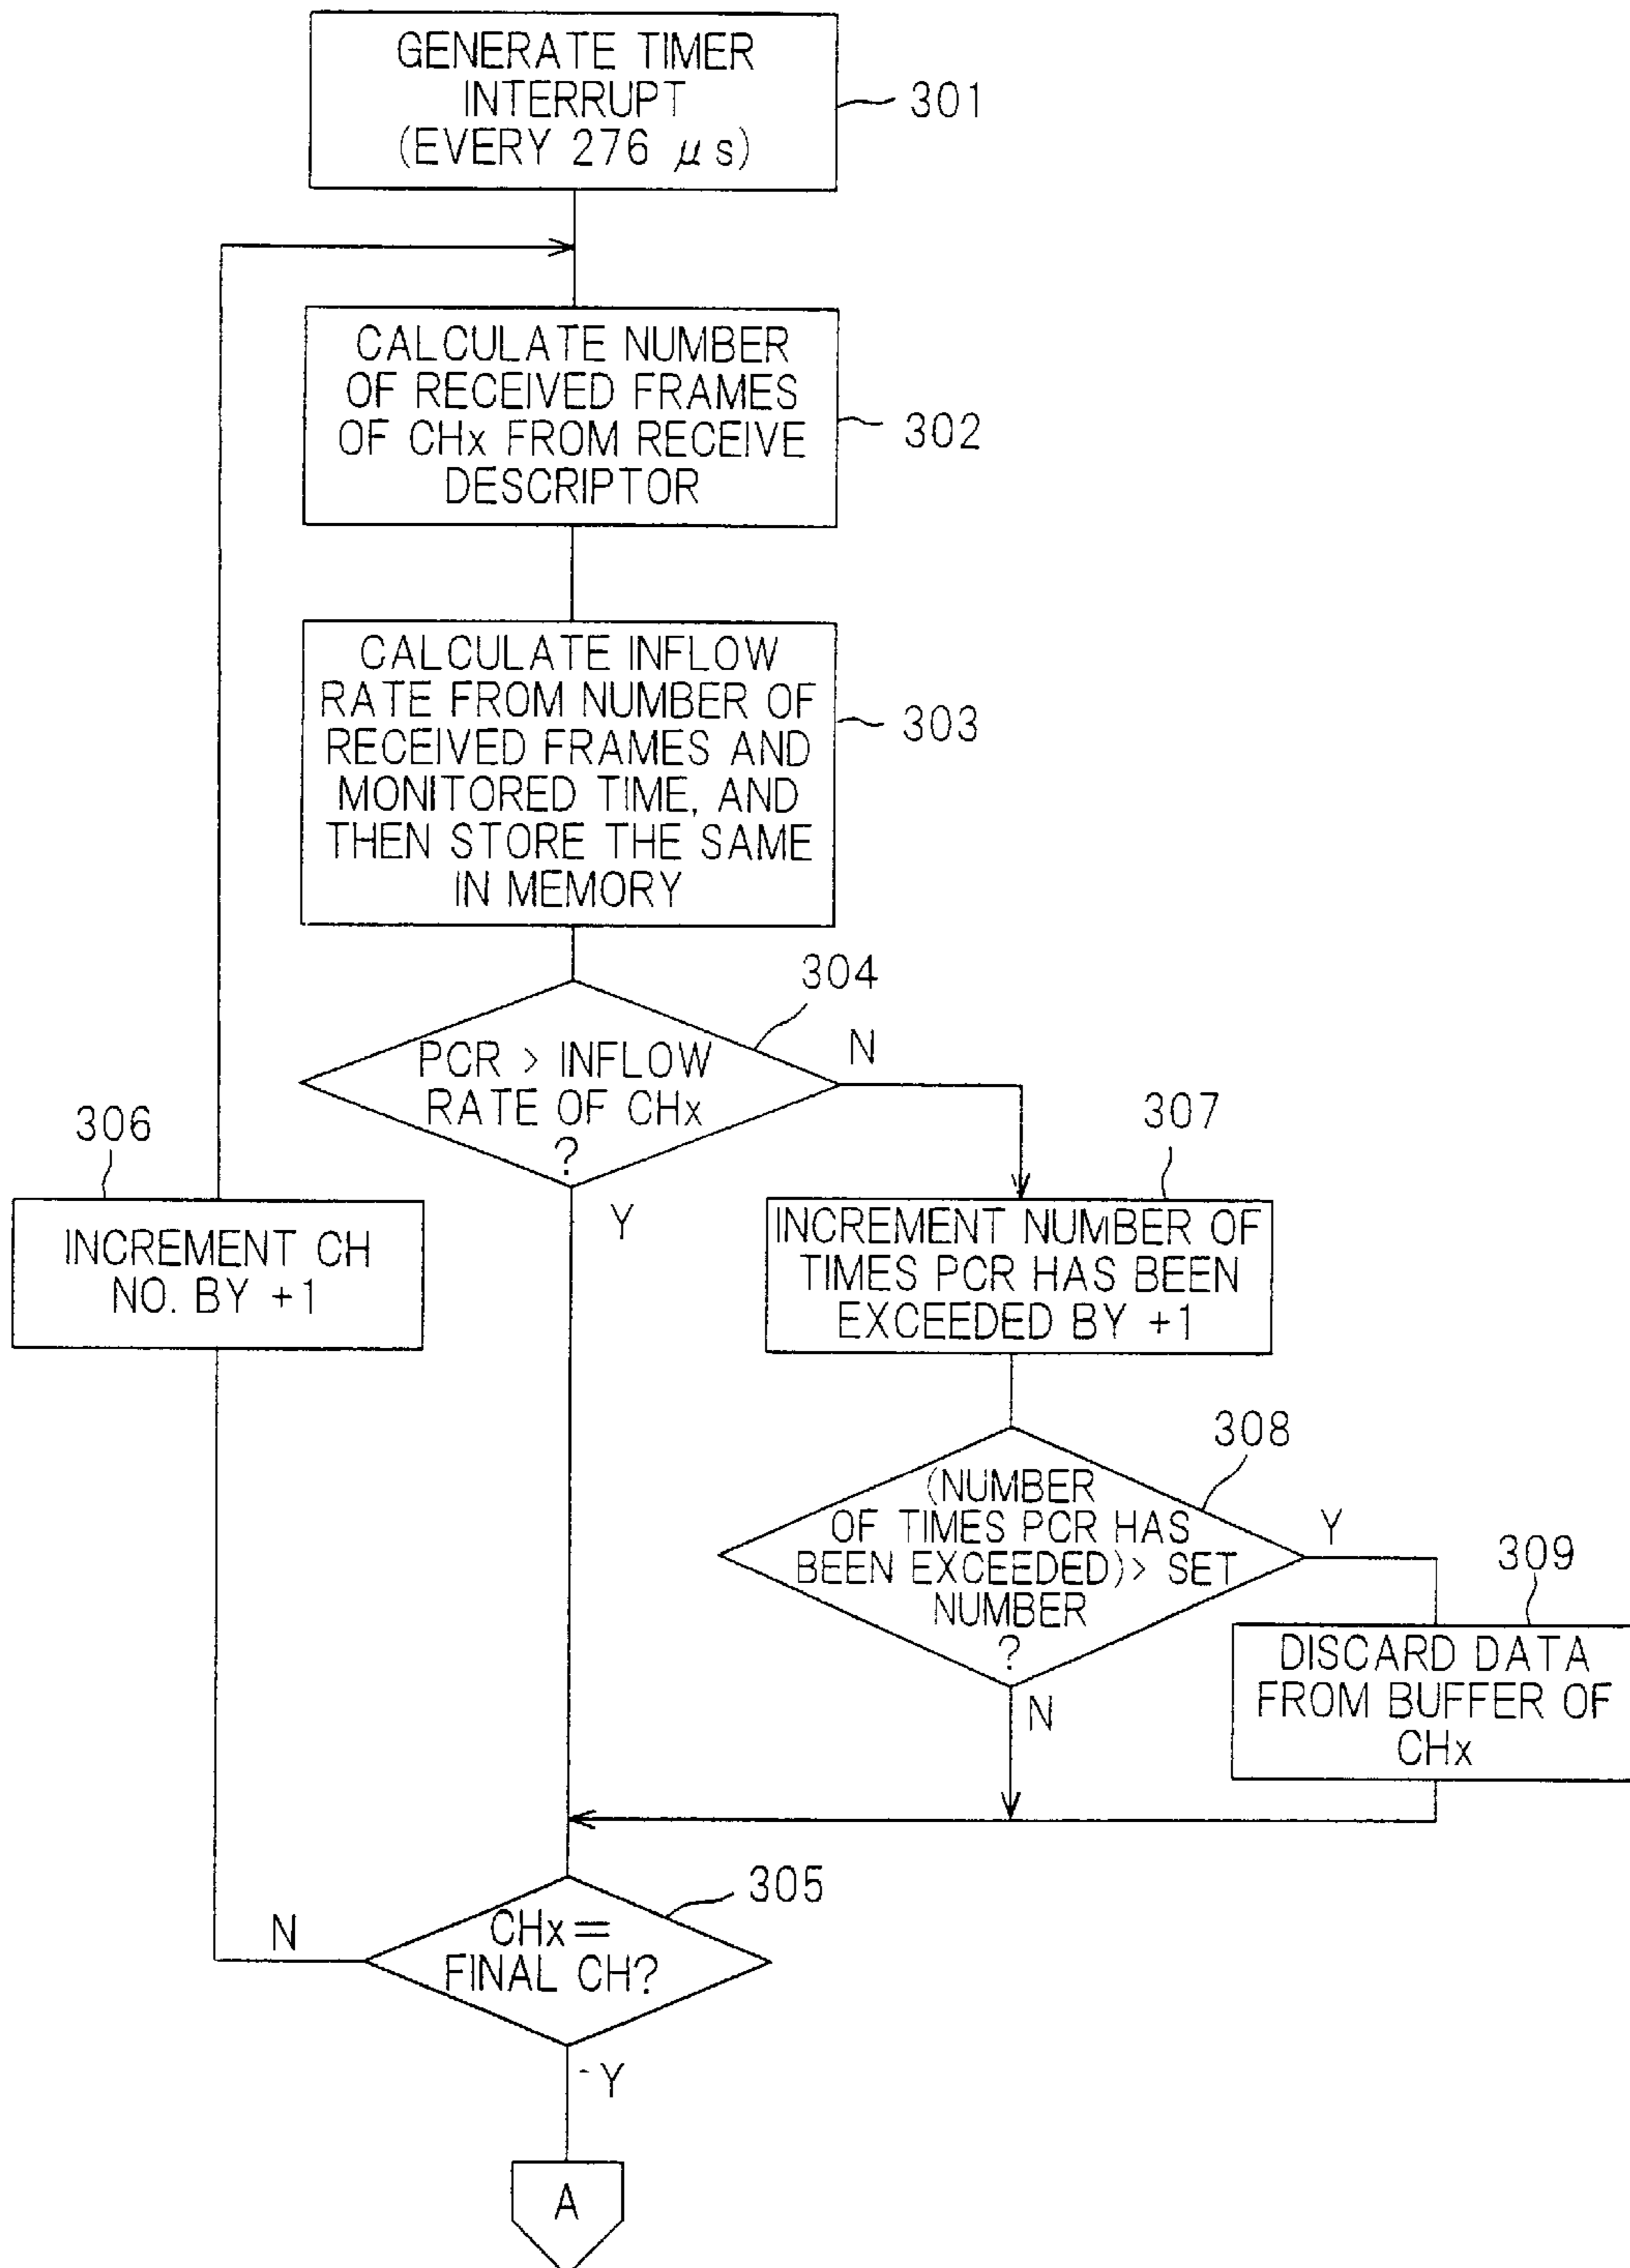 GENERATE TIMER
INTERRUPT
(EVERY 276 μs)
301
CALCULATE NUMBER
OF RECEIVED FRAMES
OF CHx FROM RECEIVE
DESCRIPTOR
302
CALCULATE INFLOW
RATE FROM NUMBER OF
RECEIVED FRAMES AND
MONITORED TIME, AND
THEN STORE THE SAME
IN MEMORY
303
304
PCR > INFLOW
RATE OF CHx
?
N
Y
306
INCREMENT CH
NO. BY +1
307
INCREMENT NUMBER OF
TIMES PCR HAS BEEN
EXCEEDED BY +1
308
(NUMBER
OF TIMES PCR HAS
BEEN EXCEEDED)> SET
NUMBER
?
Y
N
309
DISCARD DATA
FROM BUFFER OF
CHx
305
CHx=
FINAL CH?
N
Y
A